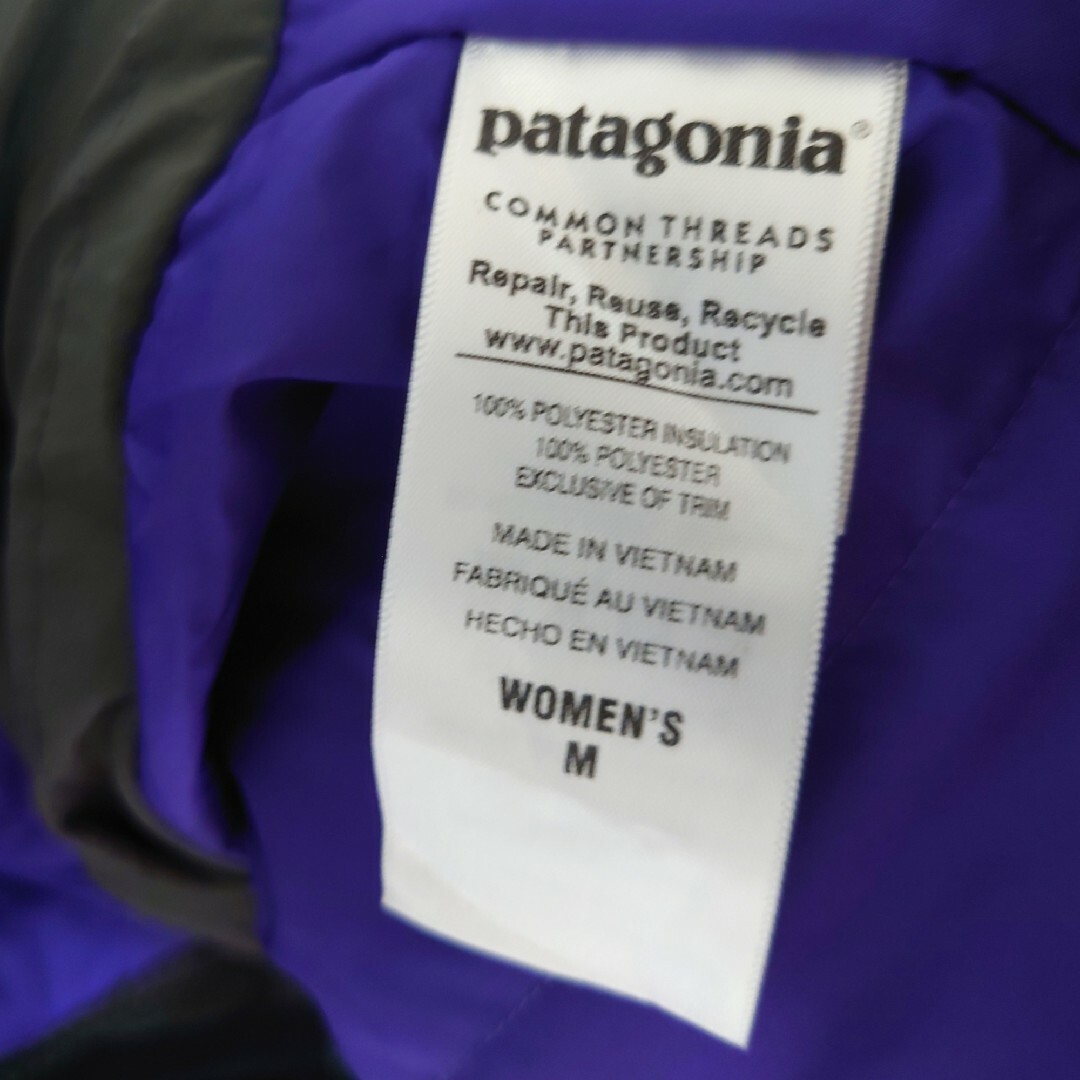 patagonia®
COMMON THREADS
PARTNERSHIP
Repair, Reuse, Recycle
This Product
www.patagonia.com
100% POLYESTER INSULATION
100% POLYESTER
EXCLUSIVE OF TRIM
MADE IN VIETNAM
FABRIQUÉ AU VIETNAM
HECHO EN VIETNAM
WOMEN'S
M